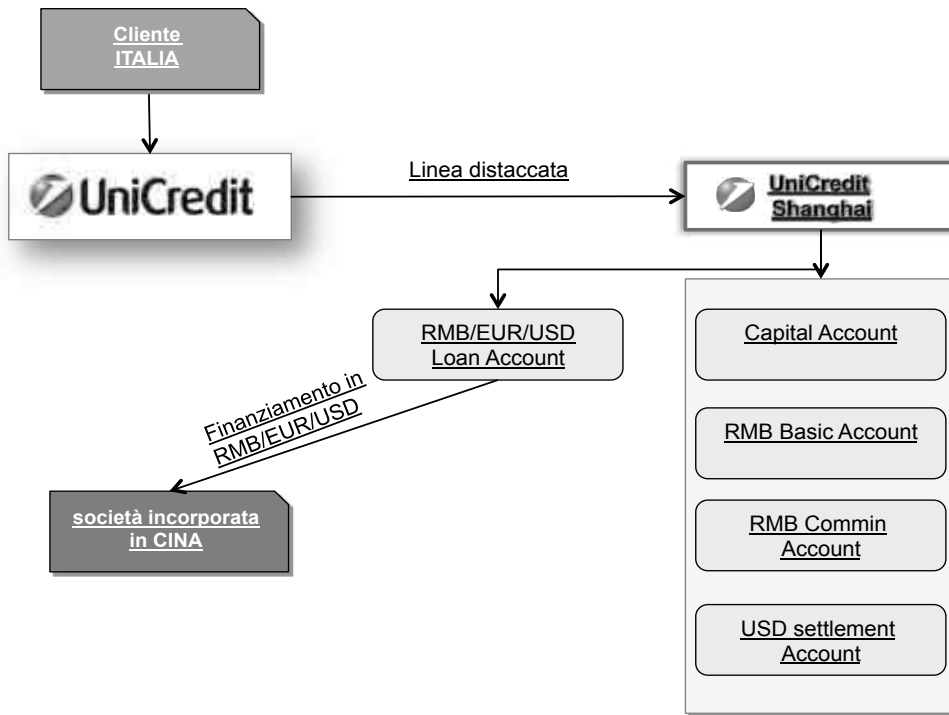 Cliente
ITALIA
UniCredit
Linea distaccata
UniCredit
Shanghai
RMB/EUR/USD
Loan Account
Capital Account
Finanziamento in
RMB/EUR/USD
RMB Basic Account
società incorporata
in CINA
RMB Commin
Account
USD settlement
Account